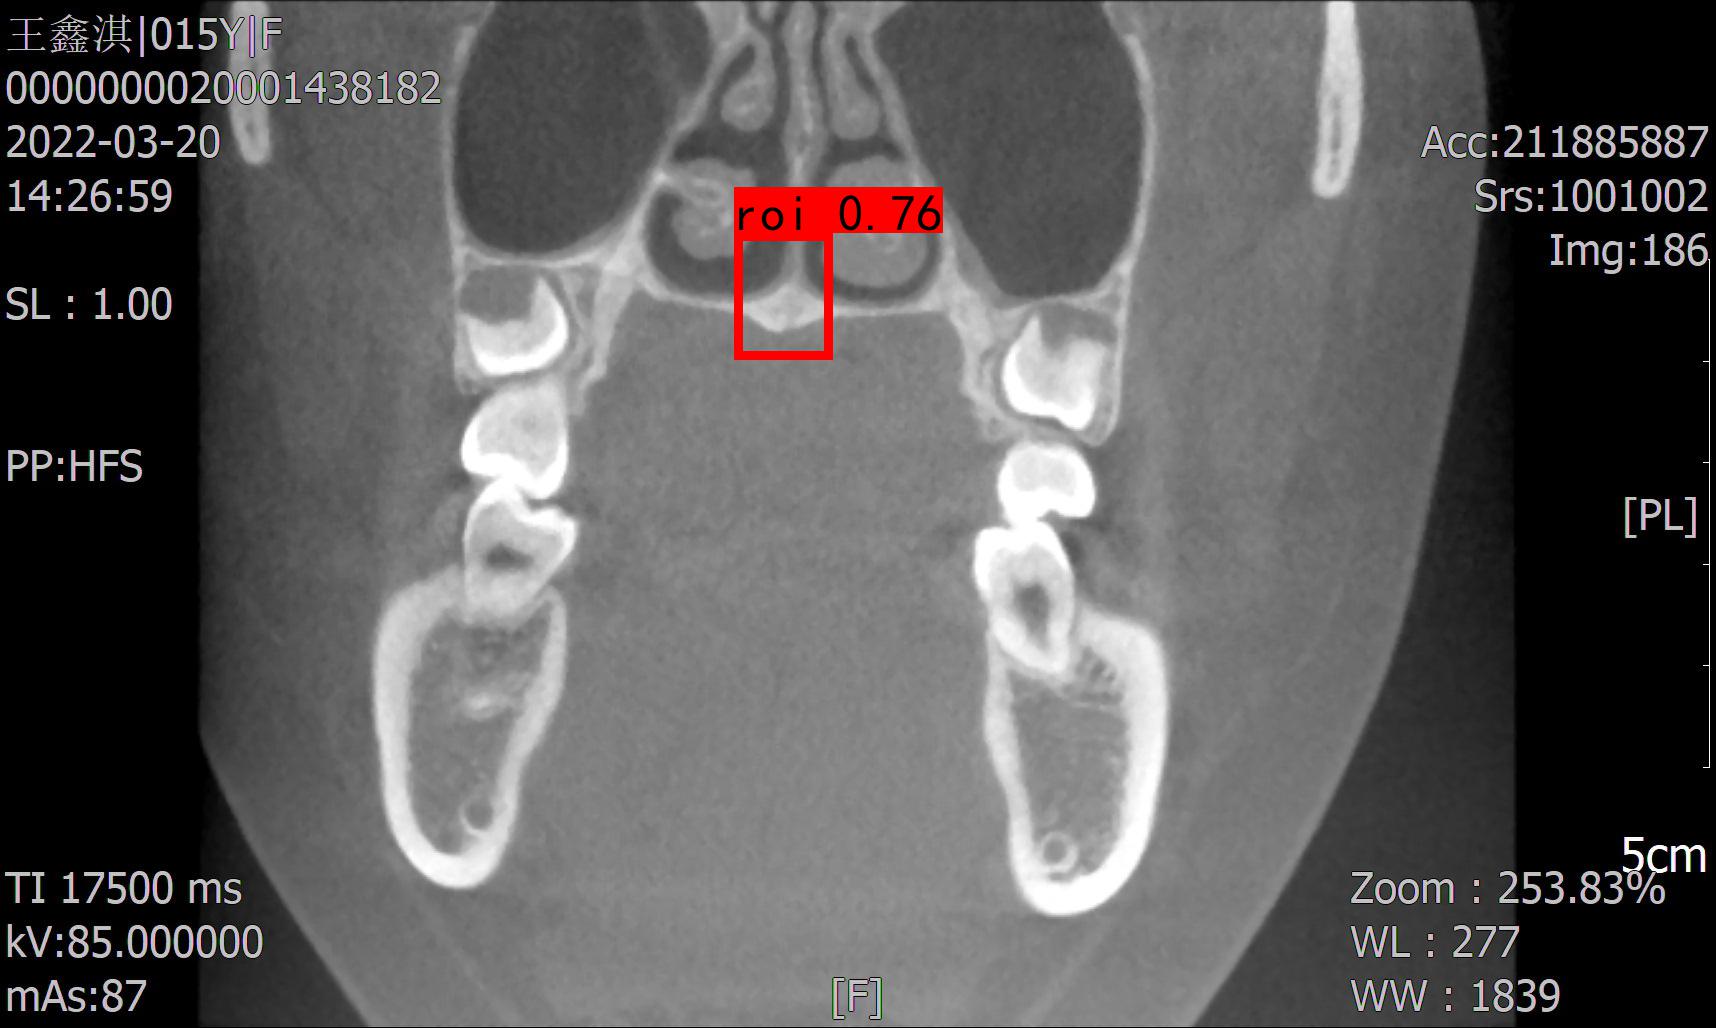 王鑫淇|015Y|F
0000000020001438182
2022-03-20
14:26:59
SL : 1.00
PP:HFS
TI 17500 ms
kV:85.000000
mAs:87
roi 0.76
[F]
Acc:211885887
Srs:1001002
Img:186
[PL]
5cm
Zoom : 253.83%
WL : 277
WW : 1839